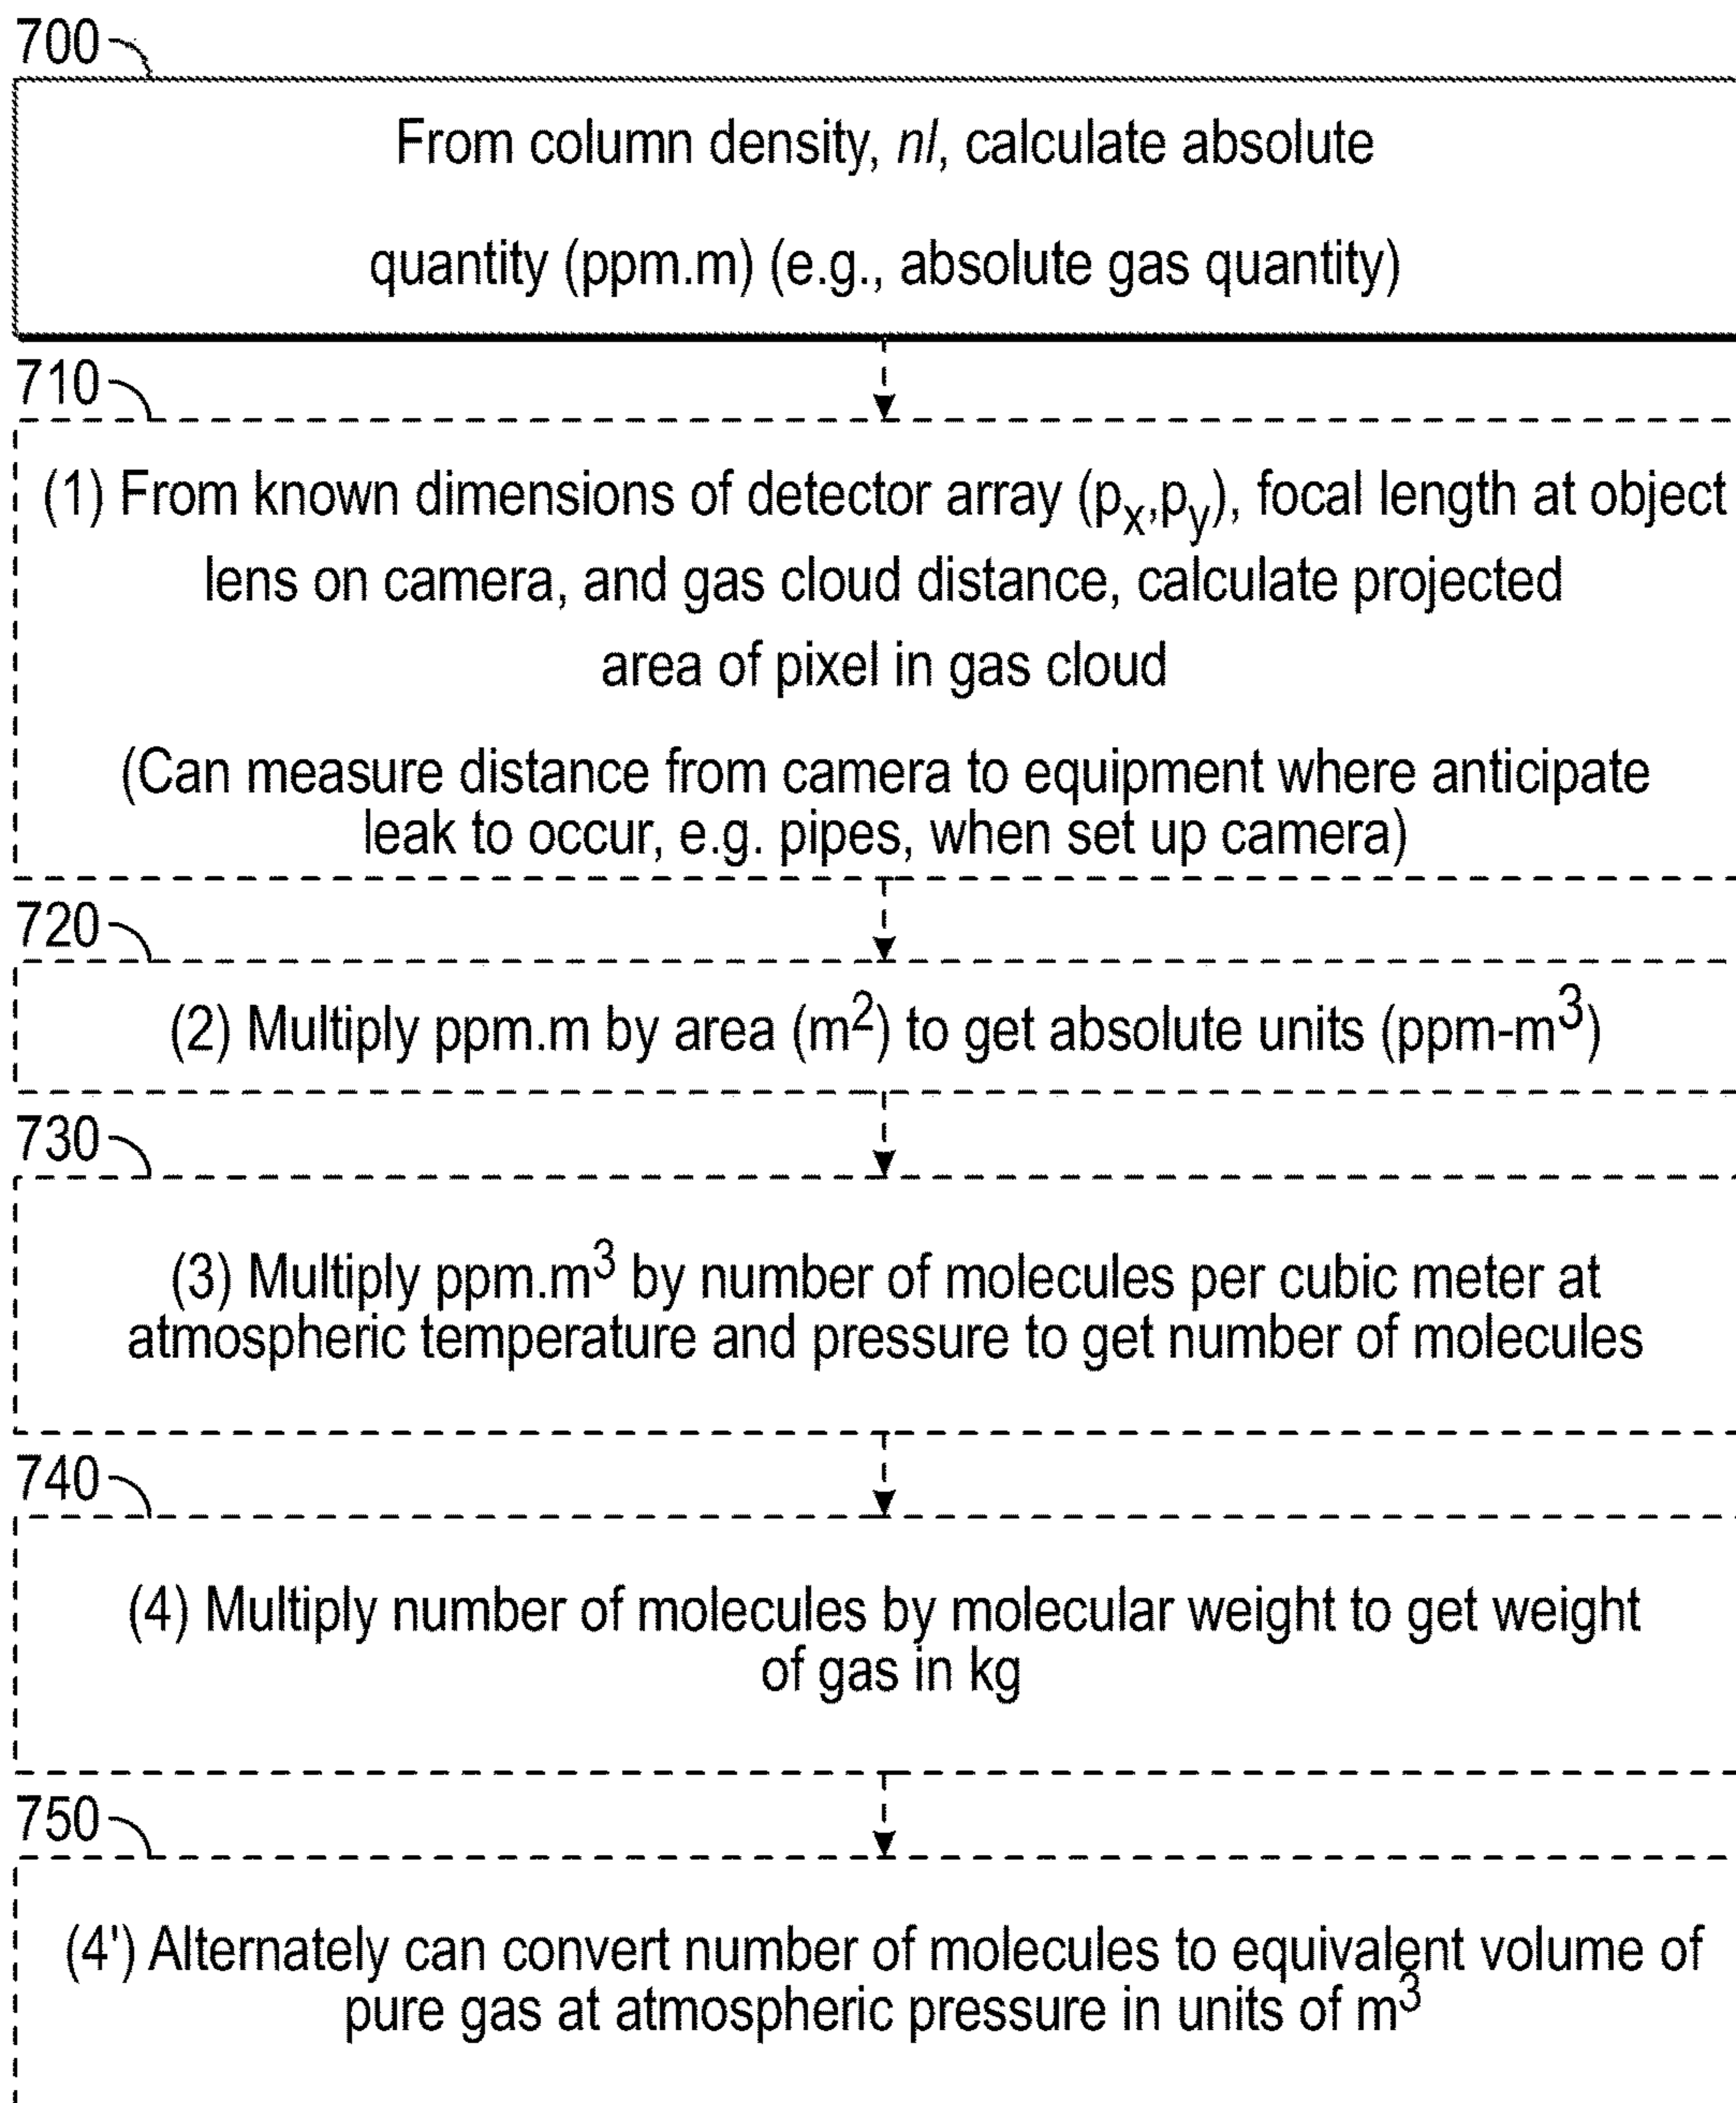 700
From column density, nl, calculate absolute
quantity (ppm.m) (e.g., absolute gas quantity)
710
(1) From known dimensions of detector array (pₓ,p_y), focal length at object
lens on camera, and gas cloud distance, calculate projected
area of pixel in gas cloud
(Can measure distance from camera to equipment where anticipate
leak to occur, e.g. pipes, when set up camera)
720
(2) Multiply ppm.m by area (m²) to get absolute units (ppm-m³)
730
(3) Multiply ppm.m³ by number of molecules per cubic meter at
atmospheric temperature and pressure to get number of molecules
740
(4) Multiply number of molecules by molecular weight to get weight
of gas in kg
750
(4') Alternately can convert number of molecules to equivalent volume of
pure gas at atmospheric pressure in units of m³